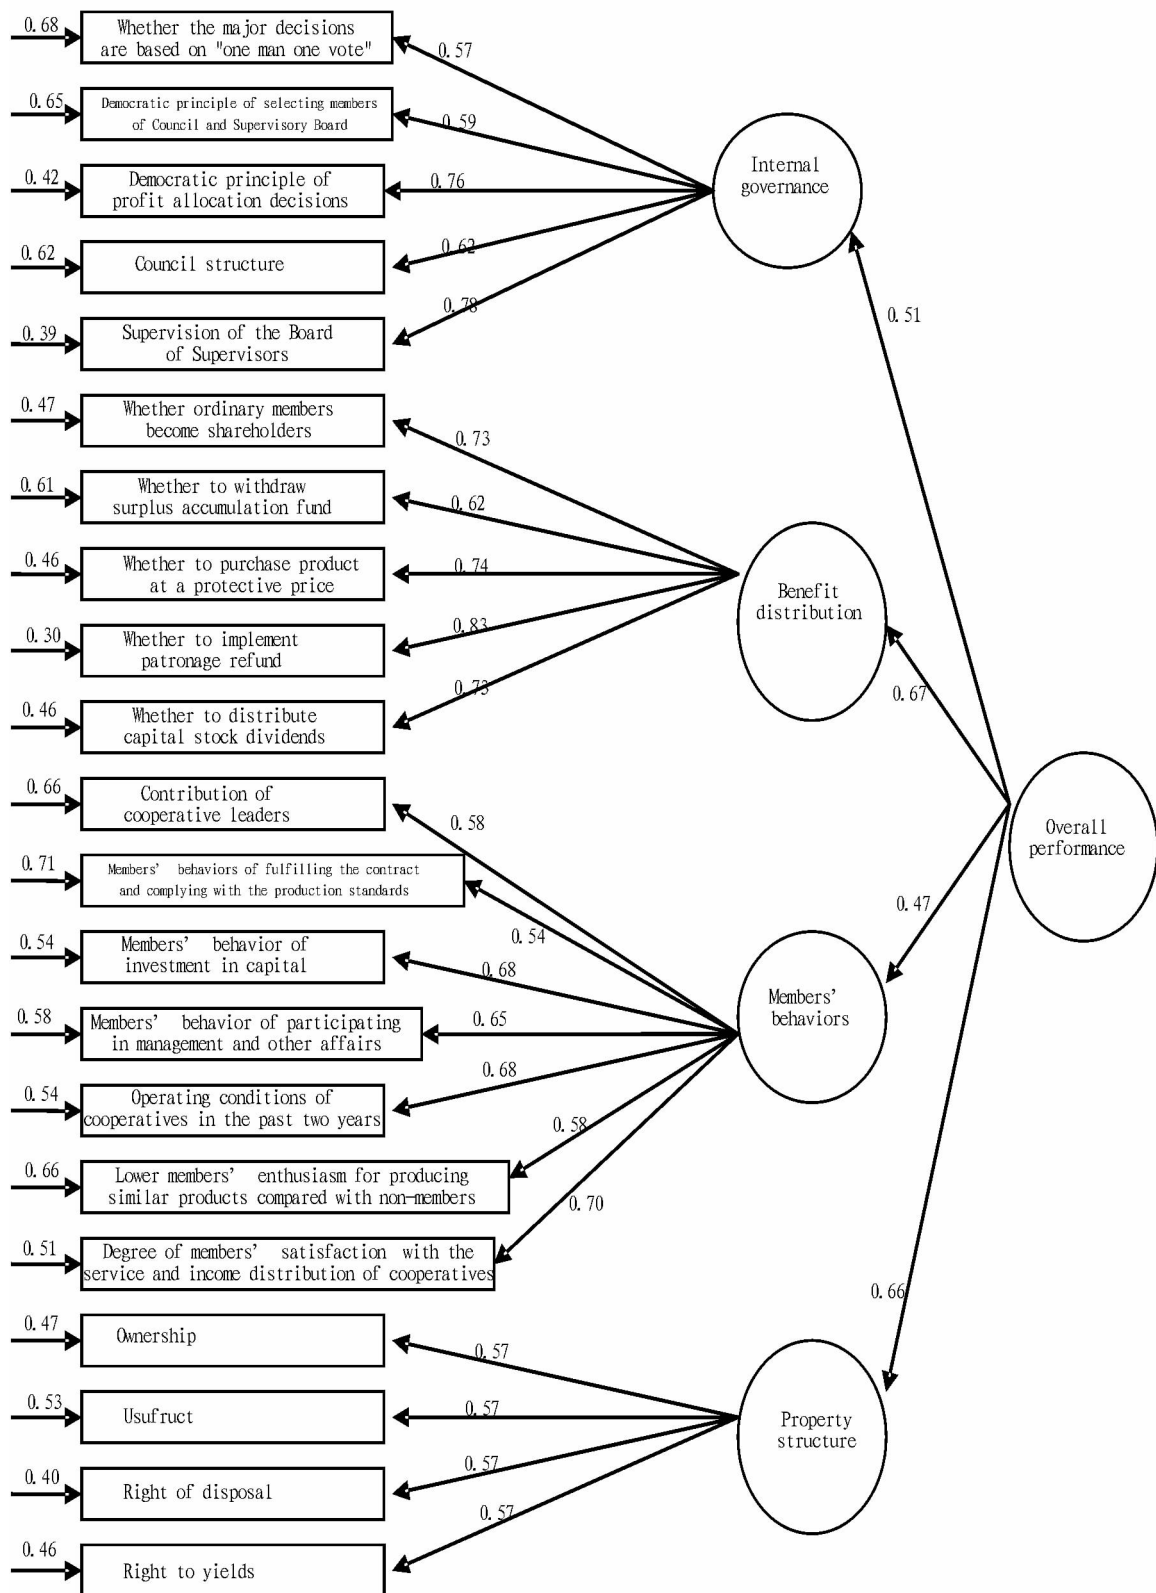 0.68
Whether the major decisions
are based on "one man one vote"
0.57
0.65
Democratic principle of selecting members
of Council and Supervisory Board
0.59
0.42
Democratic principle of
profit allocation decisions
0.76
Internal
governance
0.62
Council structure
0.62
0.39
Supervision of the Board
of Supervisors
0.78
0.51
0.47
Whether ordinary members
become shareholders
0.73
0.61
Whether to withdraw
surplus accumulation fund
0.62
0.46
Whether to purchase product
at a protective price
0.74
Benefit
distribution
0.30
Whether to implement
patronage refund
0.83
0.46
Whether to distribute
capital stock dividends
0.73
0.67
0.66
Contribution of
cooperative leaders
0.58
Overall
performance
0.71
Members' behaviors of fulfilling the contract
and complying with the production standards
0.54
0.47
0.54
Members' behavior of
investment in capital
0.68
Members'
behaviors
0.58
Members' behavior of participating
in management and other affairs
0.65
0.54
Operating conditions of
cooperatives in the past two years
0.68
0.66
Lower members' enthusiasm for producing
similar products compared with non-members
0.58
0.51
Degree of members' satisfaction with the
service and income distribution of cooperatives
0.70
0.66
0.47
Ownership
0.57
0.53
Usufruct
0.57
Property
structure
0.40
Right of disposal
0.57
0.46
Right to yields
0.57